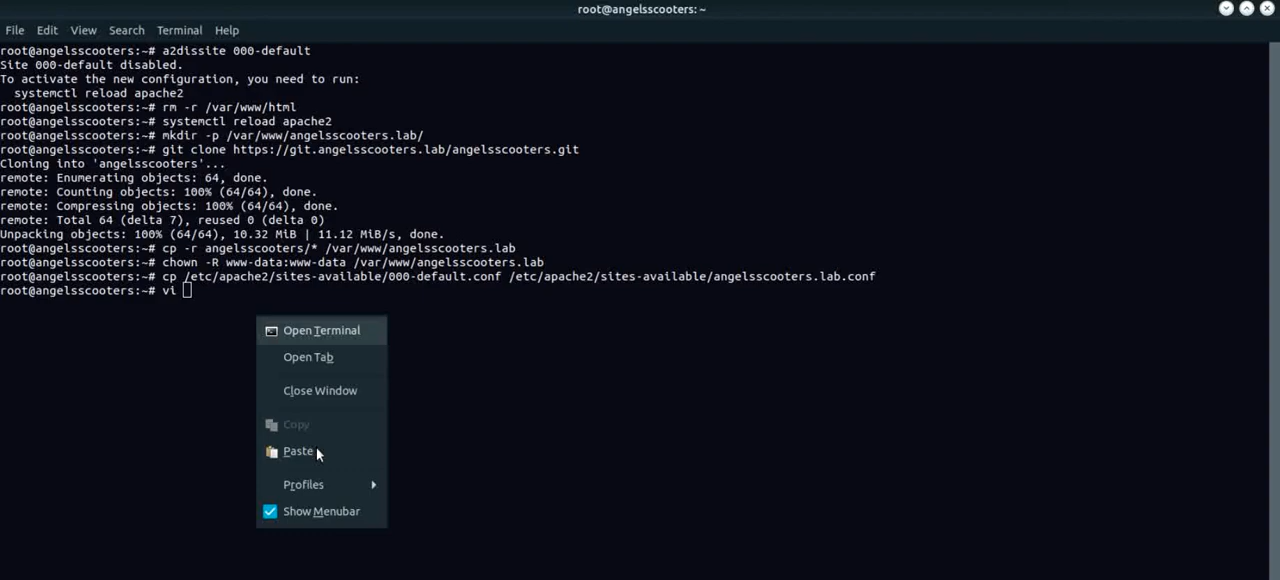 root@angelsscooters: ~
File Edit View Search Terminal Help
root@angelsscooters:~# a2dissite 000-default
Site 000-default disabled.
To activate the new configuration, you need to run:
  systemctl reload apache2
root@angelsscooters:~# rm -r /var/www/html
root@angelsscooters:~# systemctl reload apache2
root@angelsscooters:~# mkdir -p /var/www/angelsscooters.lab/
root@angelsscooters:~# git clone https://git.angelsscooters.lab/angelsscooters.git
Cloning into 'angelsscooters'...
remote: Enumerating objects: 64, done.
remote: Counting objects: 100% (64/64), done.
remote: Compressing objects: 100% (64/64), done.
remote: Total 64 (delta 7), reused 0 (delta 0)
Unpacking objects: 100% (64/64), 10.32 MiB | 11.12 MiB/s, done.
root@angelsscooters:~# cp -r angelsscooters/* /var/www/angelsscooters.lab
root@angelsscooters:~# chown -R www-data:www-data /var/www/angelsscooters.lab
root@angelsscooters:~# cp /etc/apache2/sites-available/000-default.conf /etc/apache2/sites-available/angelsscooters.lab.conf
root@angelsscooters:~# vi
Open Terminal
Open Tab
Close Window
Copy
Paste
Profiles
Show Menubar